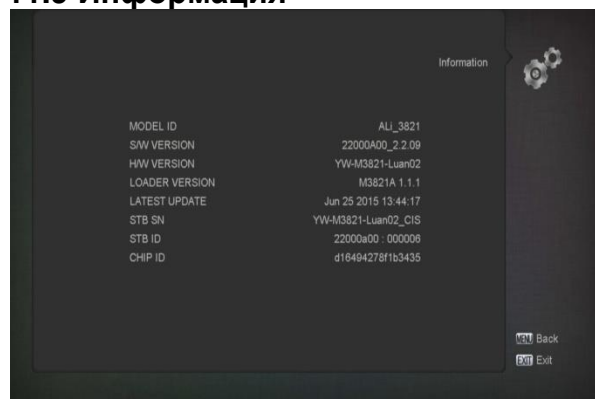 Information
MODEL ID ALi_3821
S/W VERSION 22000A00_2.2.09
H/W VERSION YW-M3821-Luan02
LOADER VERSION M3821A 1.1.1
LATEST UPDATE Jun 25 2015 13:44:17
STB SN YW-M3821-Luan02_CIS
STB ID 22000a00 : 000006
CHIP ID d16494278f1b3435
MENU Back
EXIT Exit